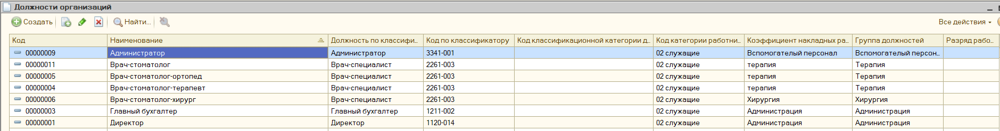 Должности организаций
Создать Найти... Все действия
Код Наименование Должность по классифи... Код по классификатору Код классификационной категории д... Код категории работни... Коэффициент накладных ра... Группа должностей Разряд рабо...
00000009 Администратор Администратор 3341-001 02 служащие Вспомогателый персонал Вспомогателый персон...
00000011 Врач-стоматолог Врач-специалист 2261-003 02 служащие терапия Терапия
00000005 Врач-стоматолог-ортопед Врач-специалист 2261-003 02 служащие терапия Терапия
00000004 Врач-стоматолог-терапевт Врач-специалист 2261-003 02 служащие терапия Терапия
00000006 Врач-стоматолог-хирург Врач-специалист 2261-003 02 служащие Хирургия Хирургия
00000003 Главный бухгалтер Главный бухгалтер 1211-002 02 служащие Администрация Администрация
00000001 Директор Директор 1120-014 02 служащие Администрация Администрация